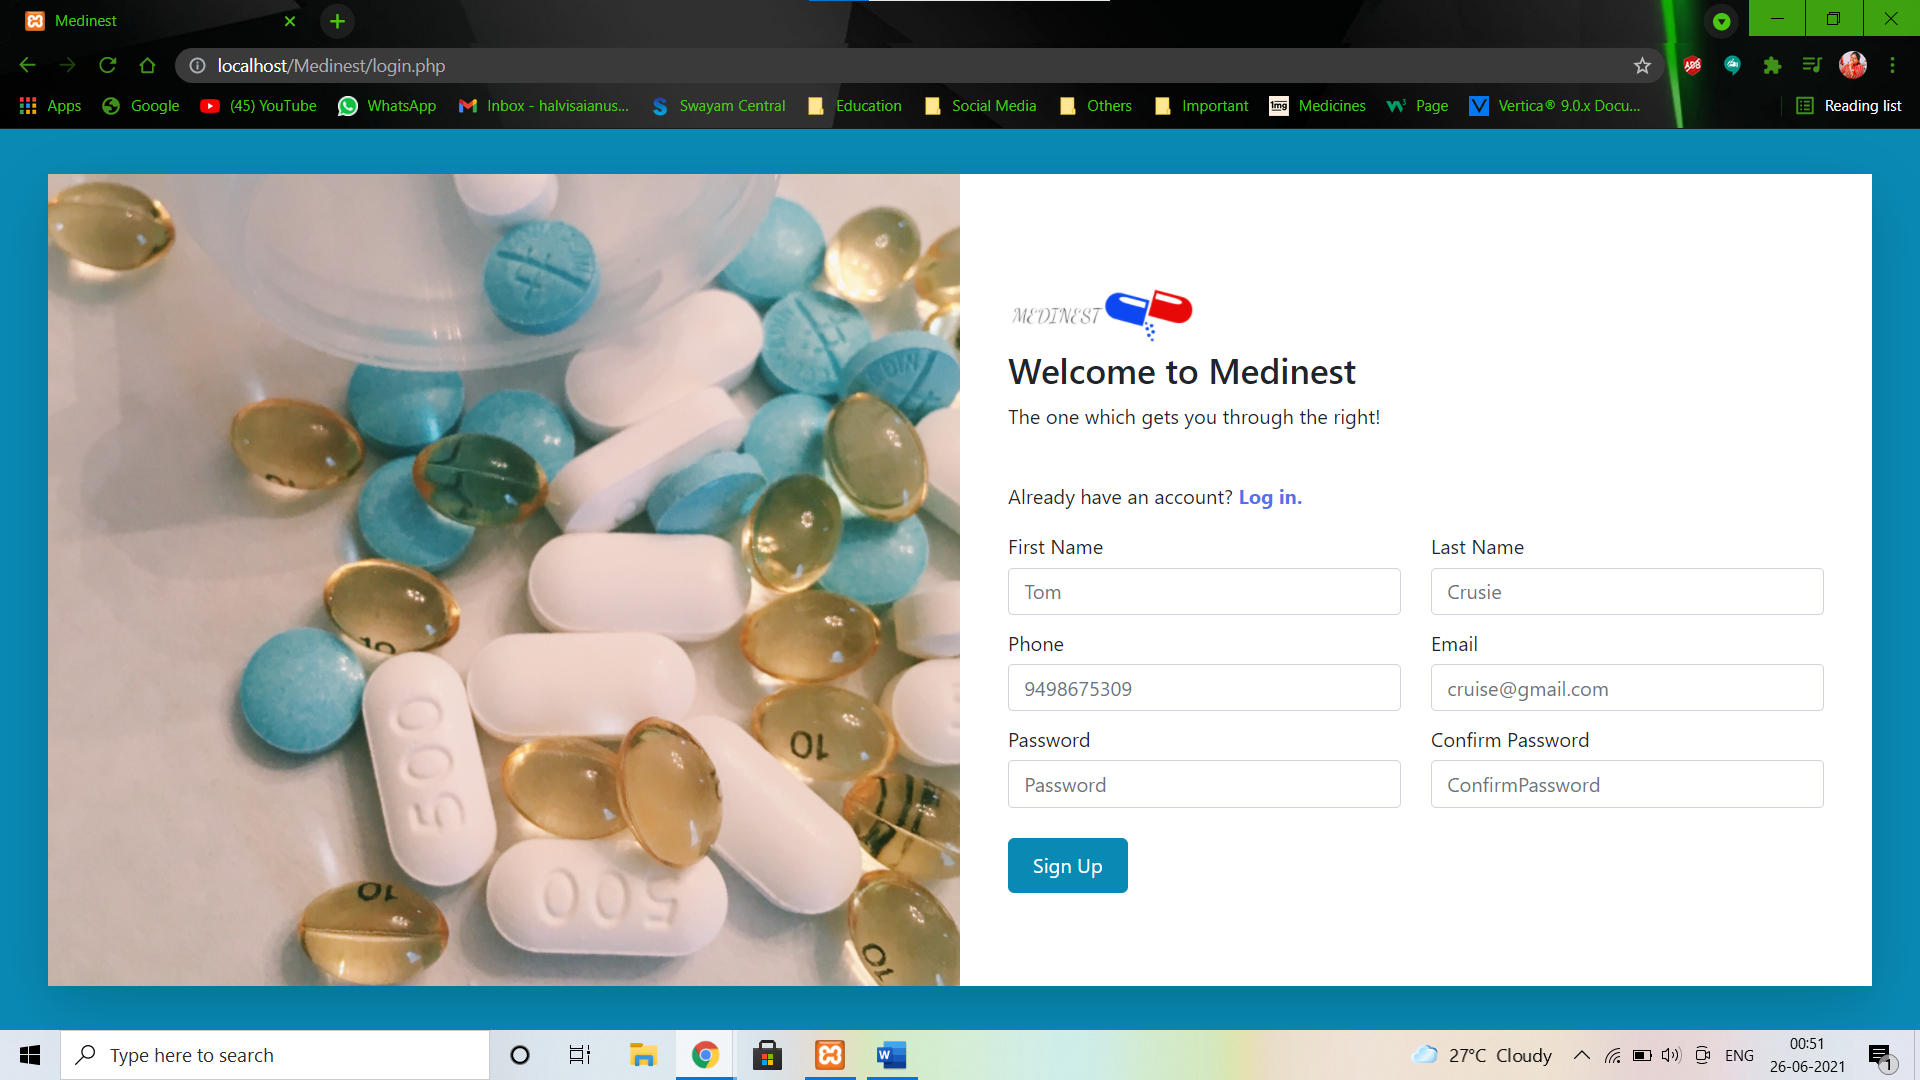 Medinest
localhost/Medinest/login.php
Apps Google (45) YouTube WhatsApp Inbox - halvisaianus... Swayam Central Education Social Media Others Important 1mg Medicines Page Vertica® 9.0.x Docu... Reading list
MEDINEST
Welcome to Medinest
The one which gets you through the right!
Already have an account? Log in.
First Name Last Name
Tom Crusie
Phone Email
9498675309 cruise@gmail.com
Password Confirm Password
Password ConfirmPassword
Sign Up
10
10
500
10
500
10
10
Type here to search
27°C Cloudy
ENG
00:51
26-06-2021
1